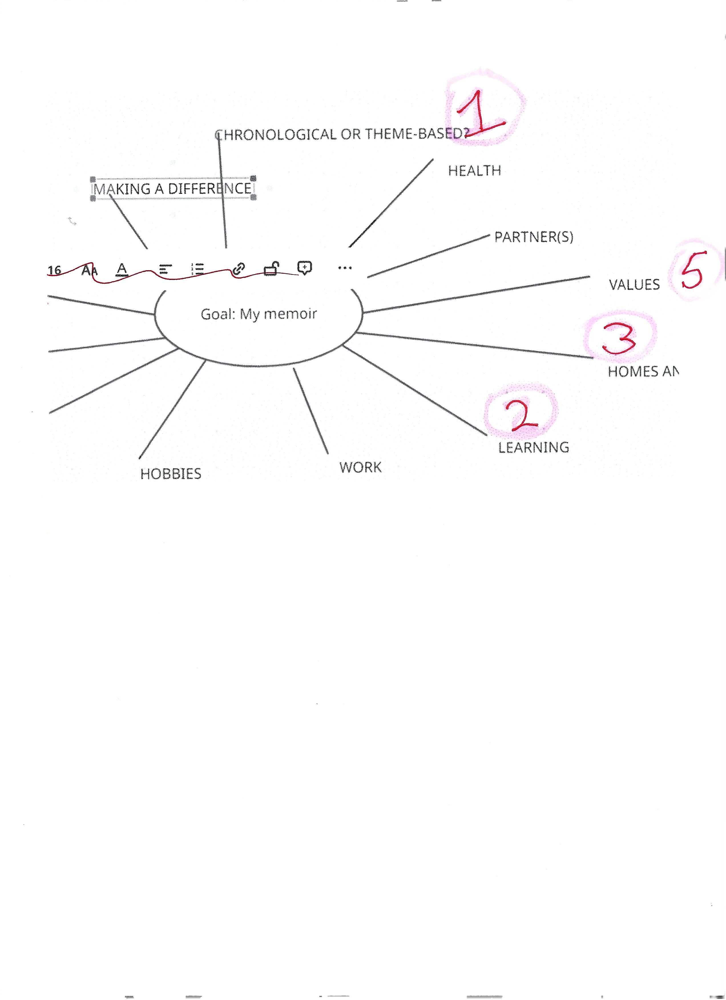 1
CHRONOLOGICAL OR THEME-BASED?
HEALTH
MAKING A DIFFERENCE
PARTNER(S)
5
VALUES
16 AA A
Goal: My memoir
3
HOMES AN
2
LEARNING
WORK
HOBBIES